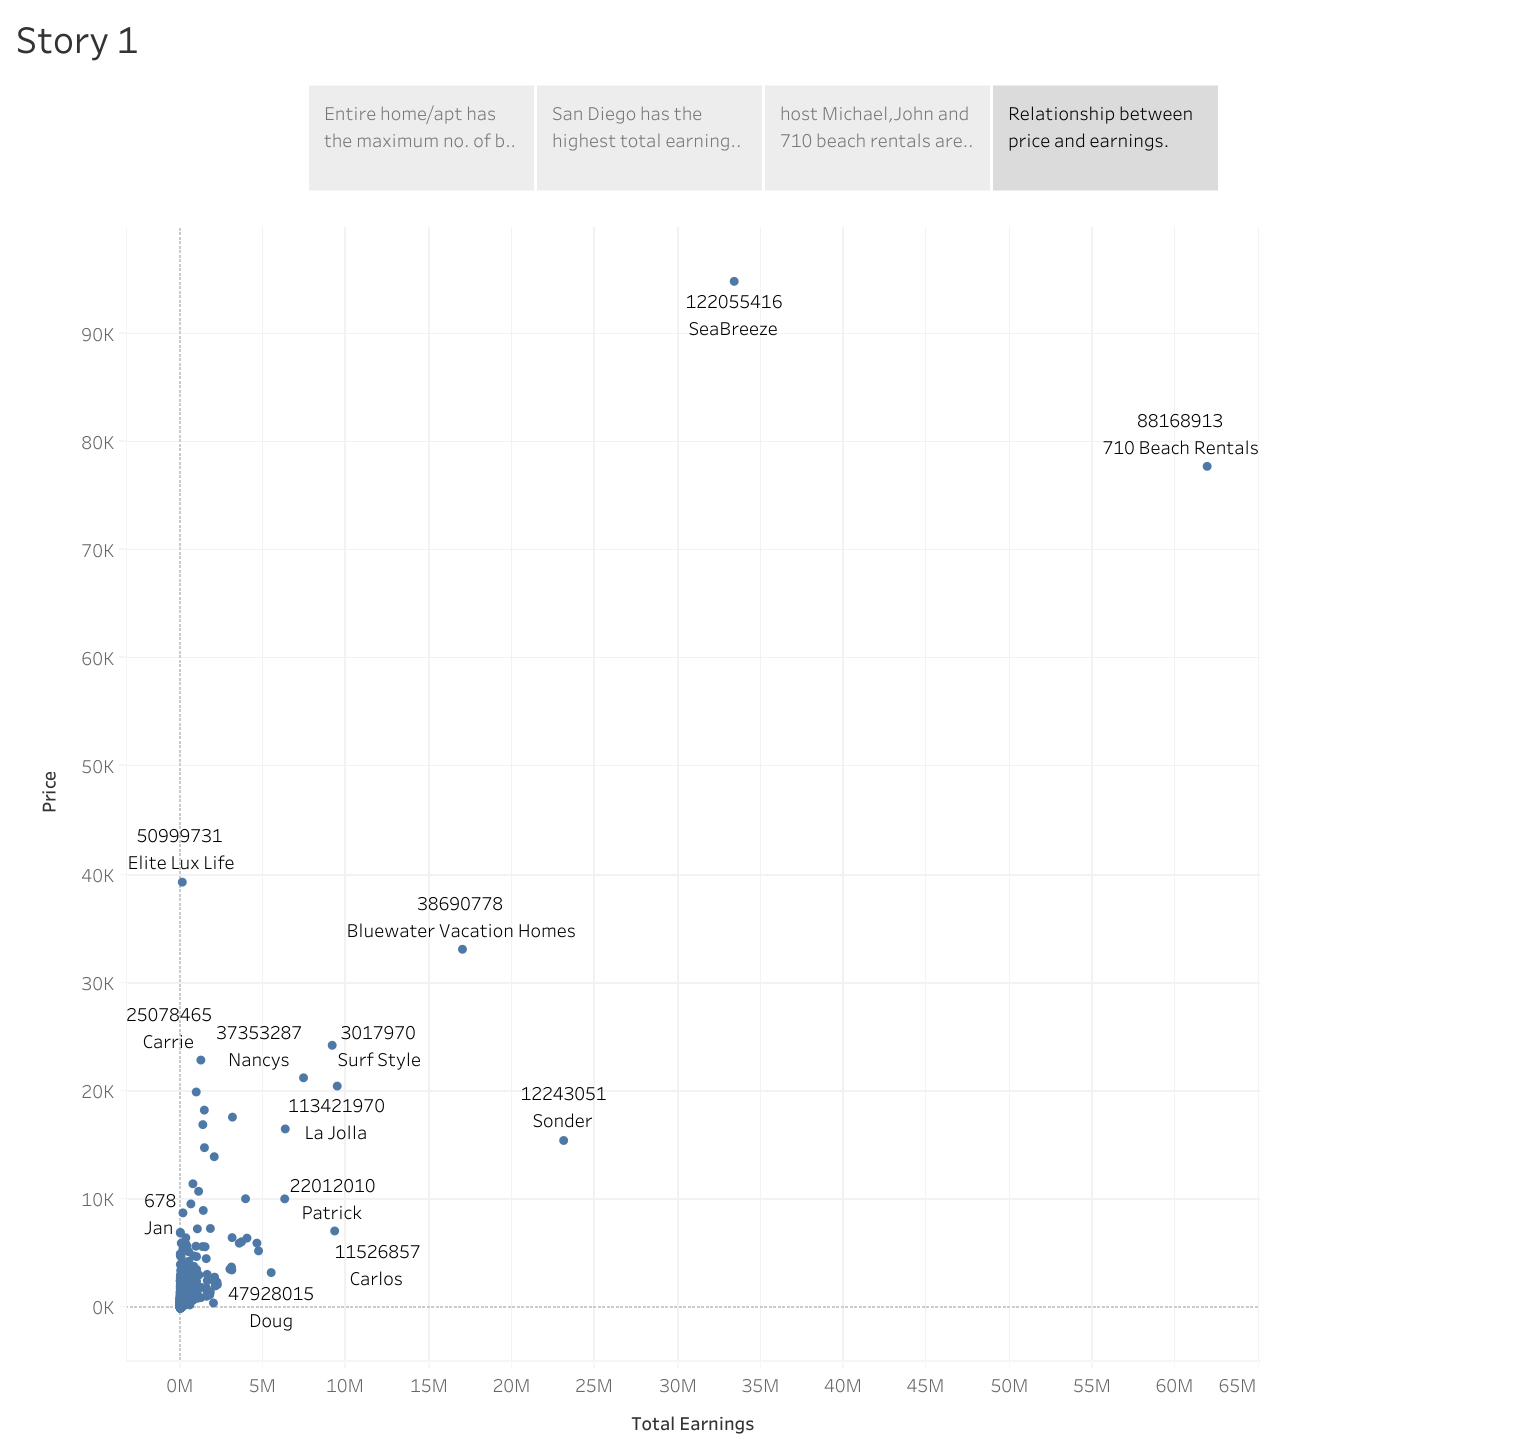 Story 1
Entire home/apt has
the maximum no. of b..
San Diego has the
highest total earning..
host Michael,John and
710 beach rentals are..
Relationship between
price and earnings.
122055416
SeaBreeze
90K
88168913
710 Beach Rentals
80K
70K
60K
50K
Price
50999731
Elite Lux Life
40K
38690778
Bluewater Vacation Homes
30K
25078465
Carrie
37353287
Nancys
3017970
Surf Style
20K
12243051
Sonder
113421970
La Jolla
10K
678
Jan
22012010
Patrick
11526857
Carlos
47928015
Doug
0K
0M 5M 10M 15M 20M 25M 30M 35M 40M 45M 50M 55M 60M 65M
Total Earnings